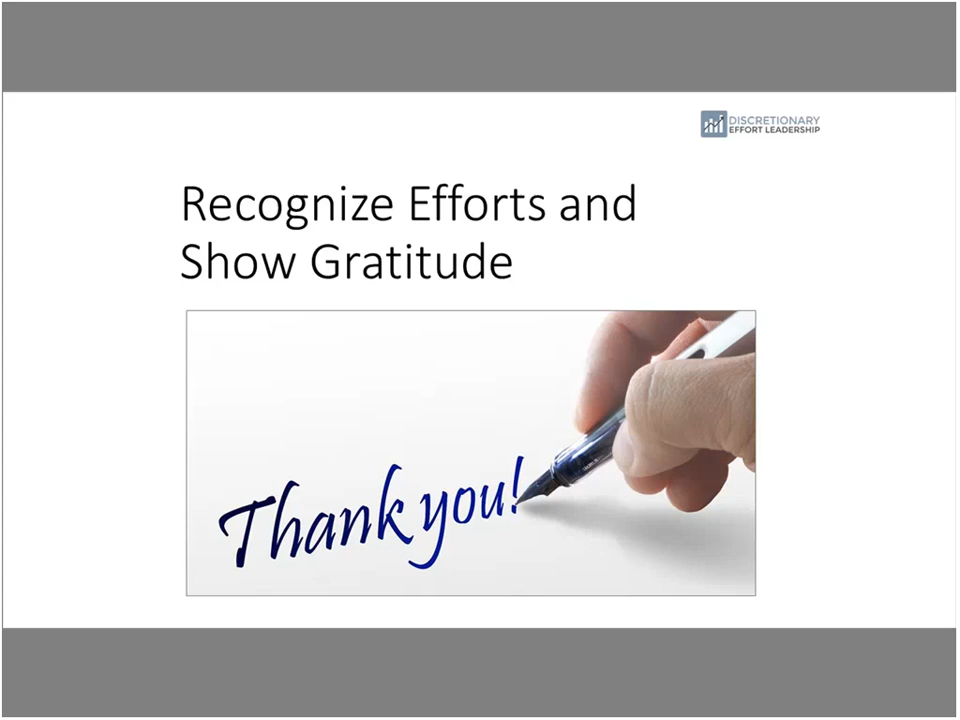 DISCRETIONARY
EFFORT LEADERSHIP
Recognize Efforts and
Show Gratitude
Thank you!